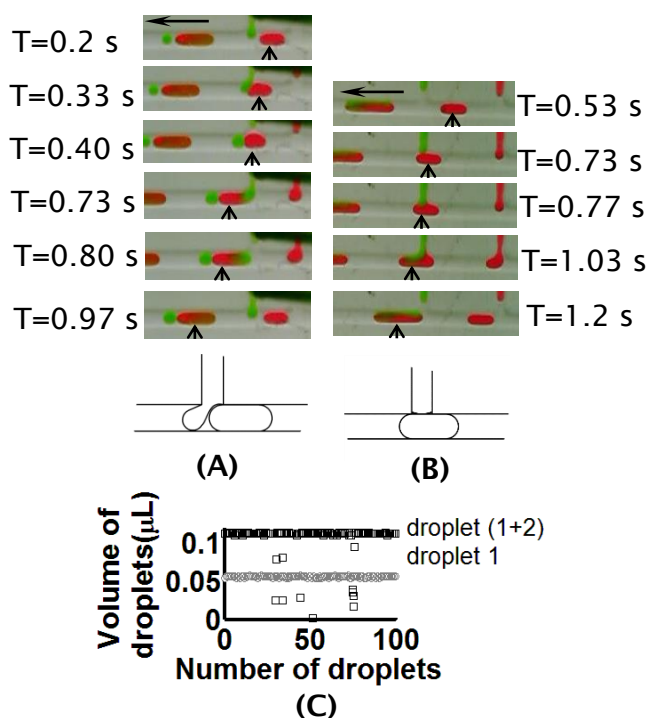 T=0.2 s
T=0.33 s
T=0.40 s
T=0.73 s
T=0.80 s
T=0.97 s
(A)
T=0.53 s
T=0.73 s
T=0.77 s
T=1.03 s
T=1.2 s
(B)
Volume of
droplets(μL)
0.1
0.05
0
0
50
100
Number of droplets
droplet (1+2)
droplet 1
(C)